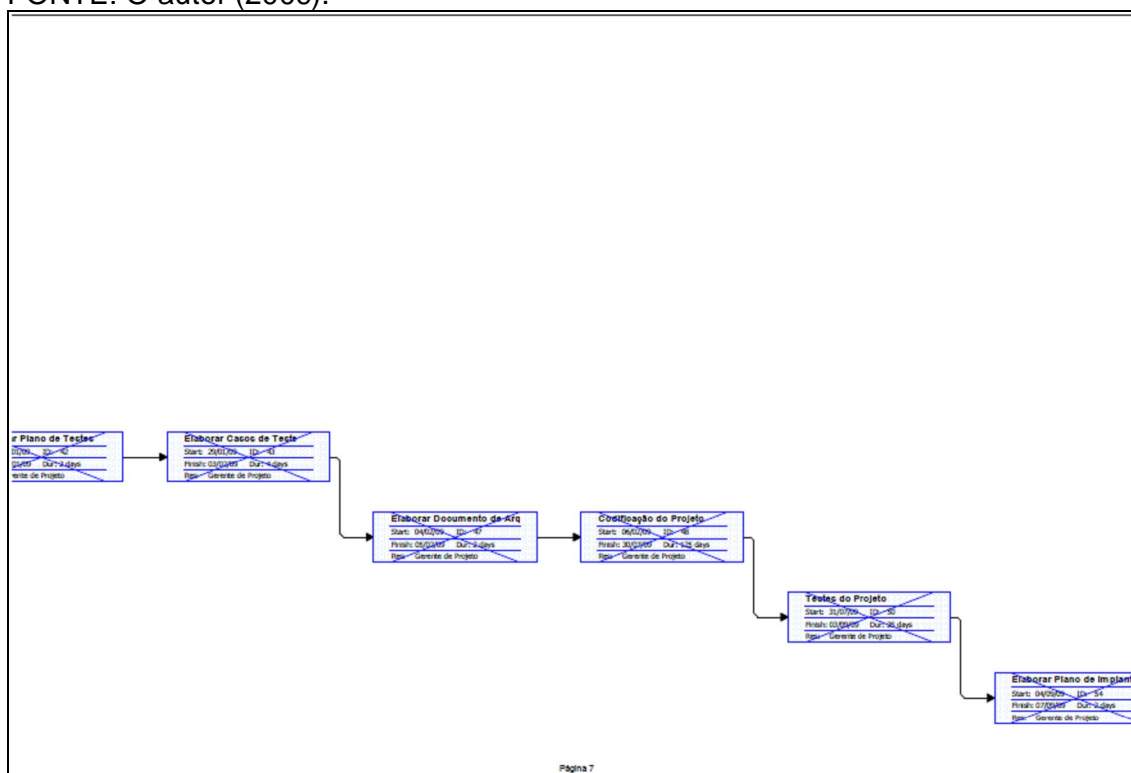 FONTE: O autor (2009).
r Plano de Testes
01/09 ID: 42
01/09 Dur: 2 days
rente de Projeto
Elaborar Casos de Teste
Start: 29/01/09 ID: 43
Finish: 03/02/09 Dur: 4 days
Res: Gerente de Projeto
Elaborar Documento de Arq
Start: 04/02/09 ID: 47
Finish: 05/02/09 Dur: 2 days
Res: Gerente de Projeto
Codificação do Projeto
Start: 06/02/09 ID: 48
Finish: 30/07/09 Dur: 125 days
Res: Gerente de Projeto
Testes do Projeto
Start: 31/07/09 ID: 50
Finish: 03/09/09 Dur: 25 days
Res: Gerente de Projeto
Elaborar Plano de Implant
Start: 04/09/09 ID: 54
Finish: 07/09/09 Dur: 2 days
Res: Gerente de Projeto
Página 7